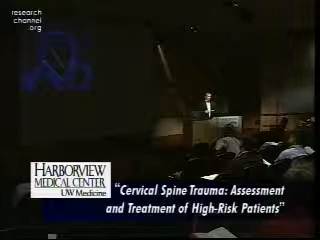 research
channel
.org
HARBORVIEW
MEDICAL CENTER
UW Medicine
"Cervical Spine Trauma: Assessment
and Treatment of High-Risk Patients"